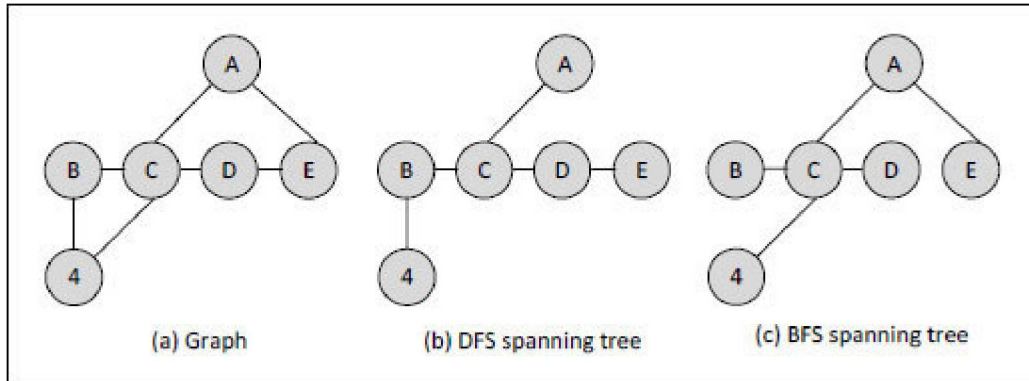 A A A
B C D E B C D E B C D E
4 4 4
(a) Graph (b) DFS spanning tree (c) BFS spanning tree